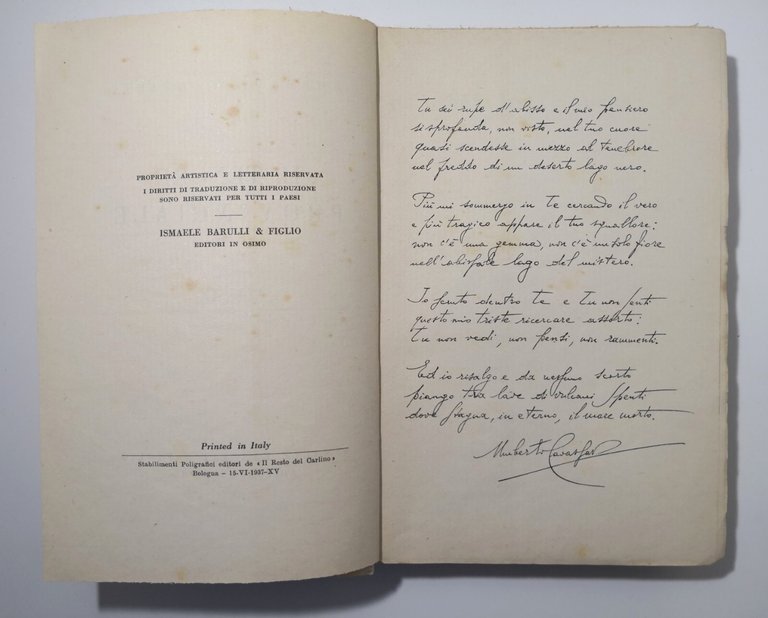 PROPRIETÀ ARTISTICA E LETTERARIA RISERVATA
I DIRITTI DI TRADUZIONE E DI RIPRODUZIONE
SONO RISERVATI PER TUTTI I PAESI
ISMAELE BARULLI & FIGLIO
EDITORI IN OSIMO
Printed in Italy
Stabilimenti Poligrafici editori de « Il Resto del Carlino »
Bologna - 15-VI-1937-XV
Tu sei rupe d'abisso e il mio pensiero
si sprofonda, non visto, nel tuo cuore
quasi scendesse in mezzo al tenebrore
nel freddo di un deserto lago nero.
Più mi sommergo in te cercando il vero
e più tragico appare il tuo squallore:
non c'è una gemma, non c'è un solo fiore
nell'abissale lago del mistero.
Io scruto dentro te e tu non senti
questo mio triste ricercare assorto:
tu non vedi, non pensi, non rammenti.
Ed io risalgo e da nessuno scorto
piango tra lave di vulcani spenti
dove stagna, in eterno, il mare morto.
Umberto